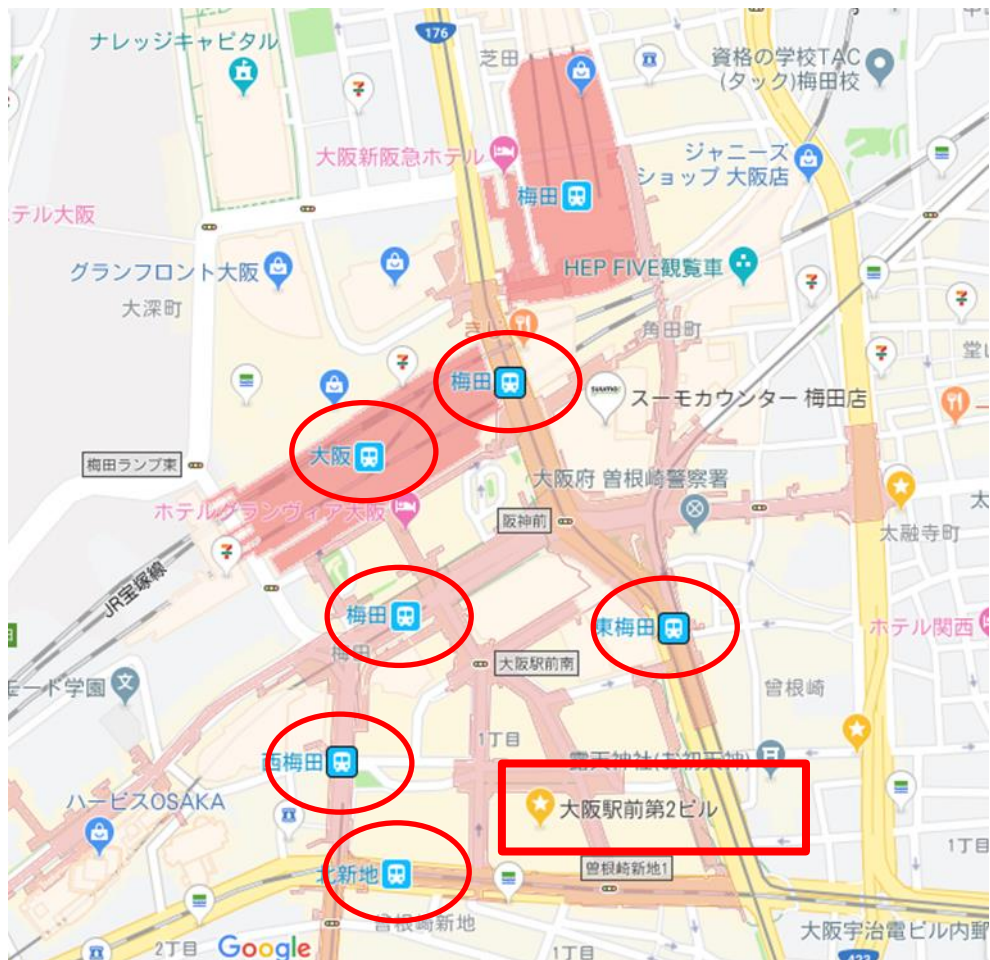 176
ナレッジキャピタル
芝田
資格の学校TAC
(タック)梅田校
大阪新阪急ホテル
ジャニーズ
ショップ 大阪店
梅田
テル大阪
グランフロント大阪
HEP FIVE観覧車
大深町
きじ
角田町
堂山
梅田
SUUMO
スーモカウンター 梅田店
大阪
梅田ランプ東
大阪府 曽根崎警察署
ホテルグランヴィア大阪
阪神前
太融寺町
JR宝塚線
梅田
東梅田
ホテル関西
梅田
大阪駅前南
モード学園
曽根崎
1丁目
西梅田
露天神社(お初天神)
ハービスOSAKA
大阪駅前第2ビル
1丁目
北新地
曽根崎新地1
曾根崎新地
大阪宇治電ビル内郵
2丁目
Google
1丁目
423